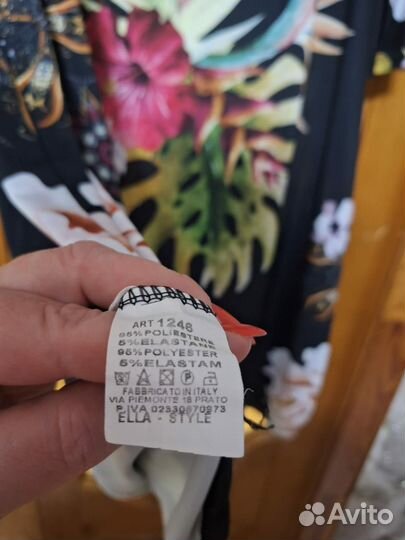 ART 1248
95% POLIESTERE
5% ELASTANE
95% POLYESTER
5% ELASTAM
FABBRICATO IN ITALY
VIA PIEMONTE 18 PRATO
P.IVA 02330870973
ELLA - STYLE
Avito